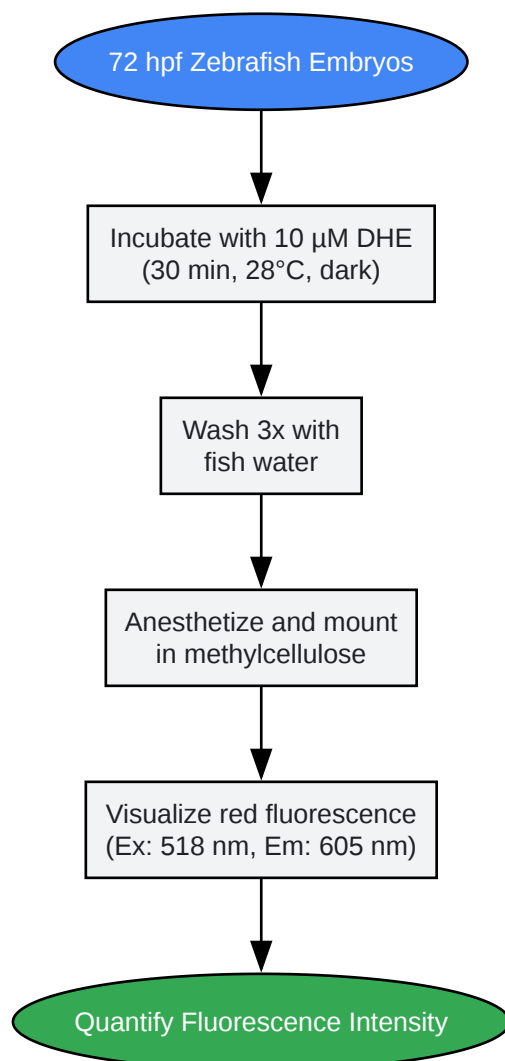 72 hpf Zebrafish Embryos
Incubate with 10 µM DHE
(30 min, 28°C, dark)
Wash 3x with
fish water
Anesthetize and mount
in methylcellulose
Visualize red fluorescence
(Ex: 518 nm, Em: 605 nm)
Quantify Fluorescence Intensity